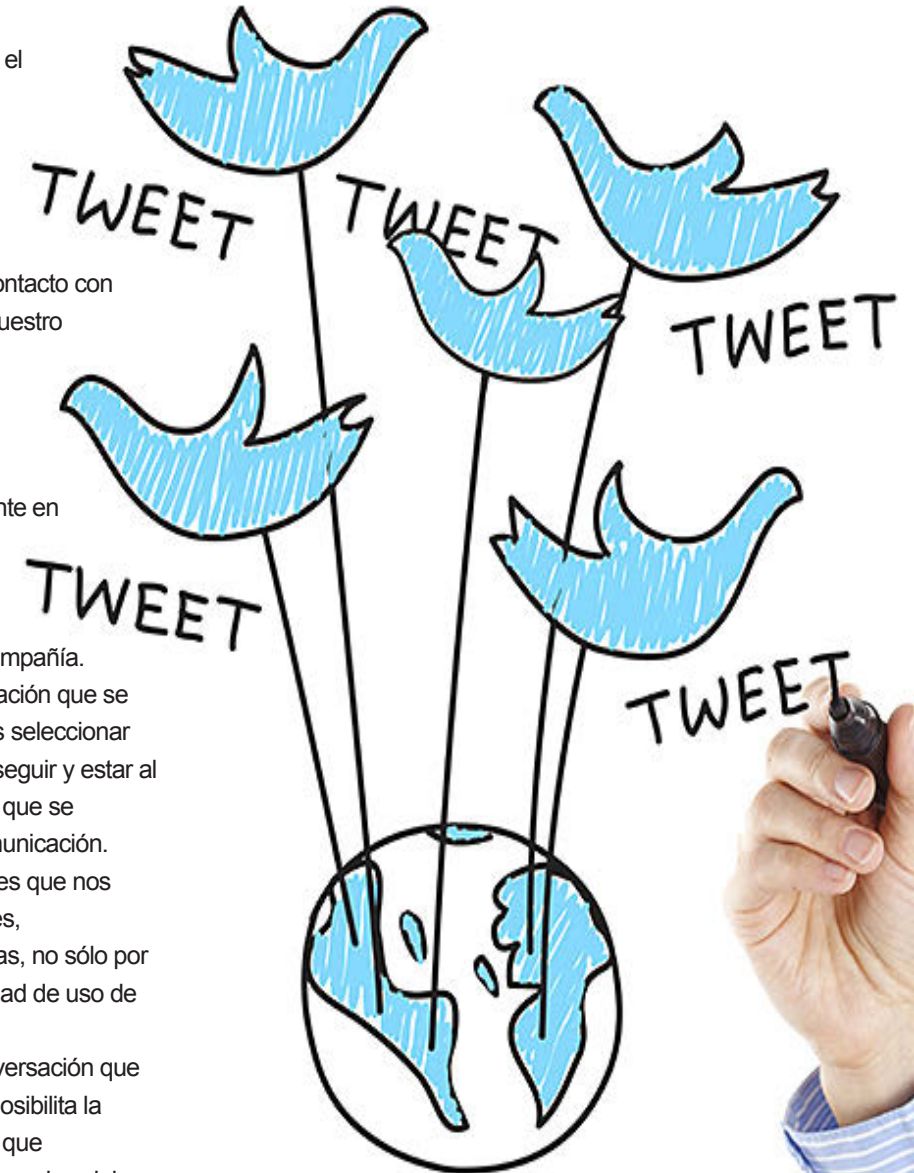 el
TWEET
TWEET
ontacto con
uestro
TWEET
nte en
TWEET
mpañía.
ación que se
s seleccionar
TWEET
seguir y estar al
que se
unicación.
es que nos
es,
as, no sólo por
ad de uso de
versación que
osibilita la
que